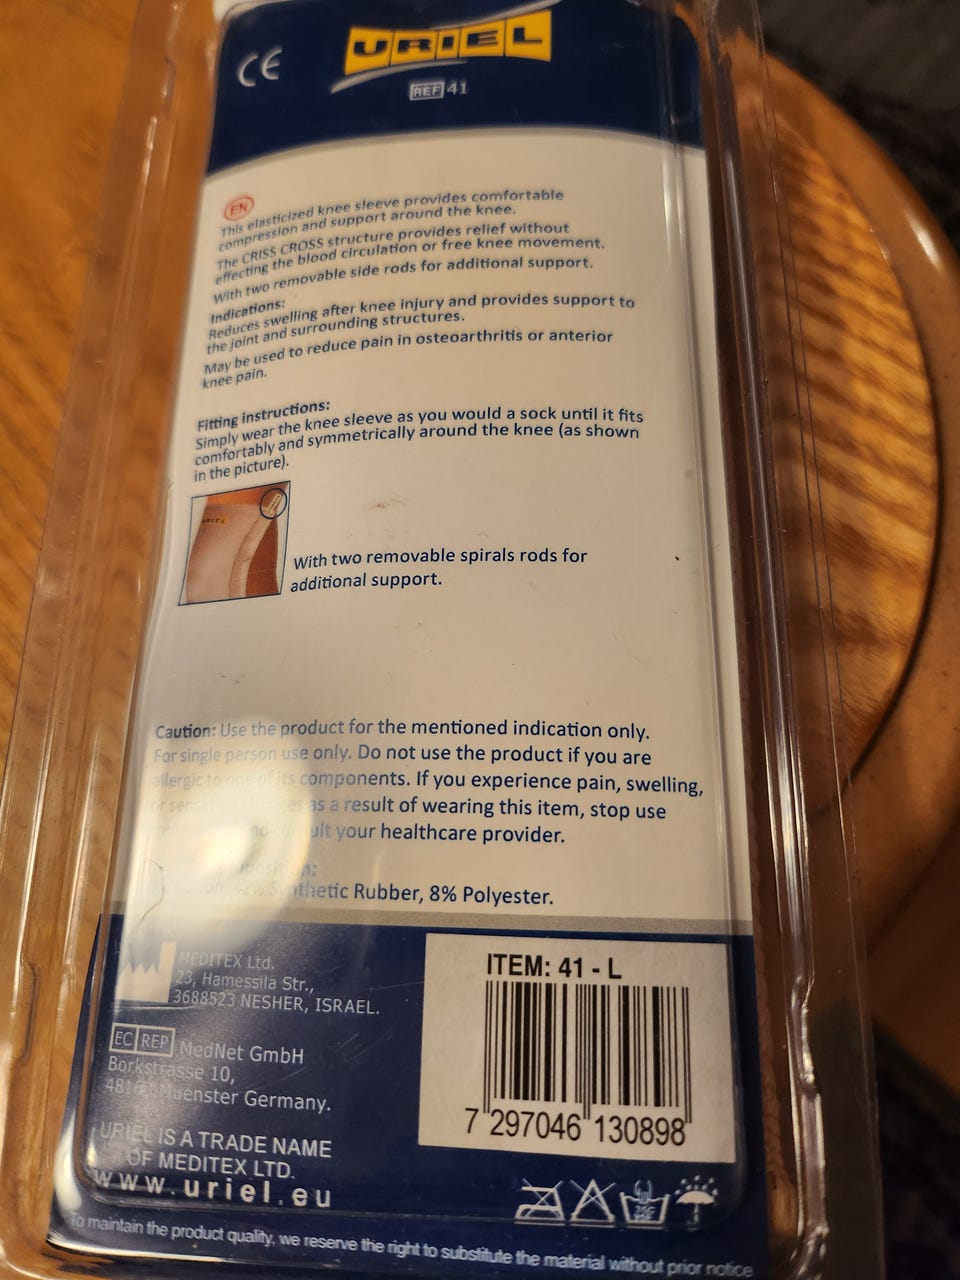 CE
URIEL
REF 41
EN
This elasticized knee sleeve provides comfortable
compression and support around the knee.
The CRISS CROSS structure provides relief without
effecting the blood circulation or free knee movement.
With two removable side rods for additional support.
Indications:
Reduces swelling after knee injury and provides support to
the joint and surrounding structures.
May be used to reduce pain in osteoarthritis or anterior
knee pain.
Fitting instructions:
Simply wear the knee sleeve as you would a sock until it fits
comfortably and symmetrically around the knee (as shown
in the picture).
URIEL
With two removable spirals rods for
additional support.
Caution: Use the product for the mentioned indication only.
For single person use only. Do not use the product if you are
allergic to one of its components. If you experience pain, swelling,
or as a result of wearing this item, stop use
and consult your healthcare provider.
42% Synthetic Rubber, 8% Polyester.
MEDITEX Ltd.
23, Hamessila Str.,
3688523 NESHER, ISRAEL.
EC REP MedNet GmbH
Borkstrasse 10,
Muenster Germany.
URIEL IS A TRADE NAME
OF MEDITEX LTD.
www.uriel.eu
ITEM: 41 - L
7 297046 130898
To maintain the product quality, we reserve the right to substitute the material without prior notice